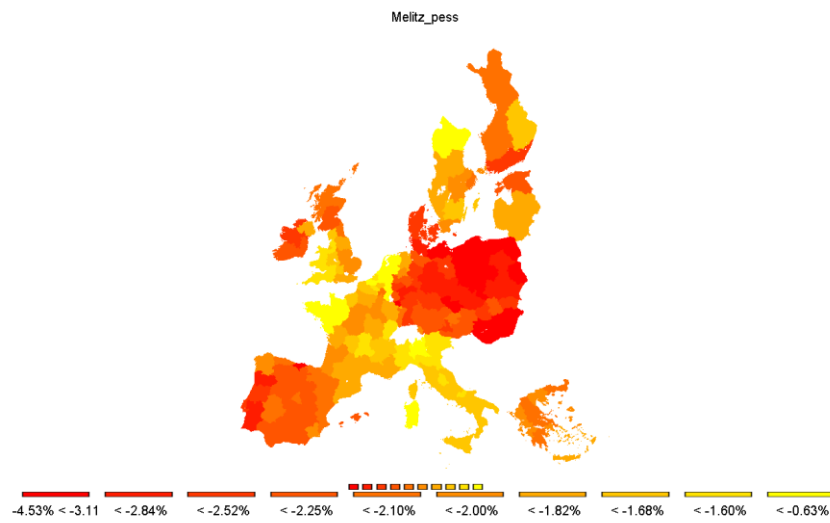 Melitz_pess
-4.53% < -3.11 < -2.84% < -2.52% < -2.25% < -2.10% < -2.00% < -1.82% < -1.68% < -1.60% < -0.63%